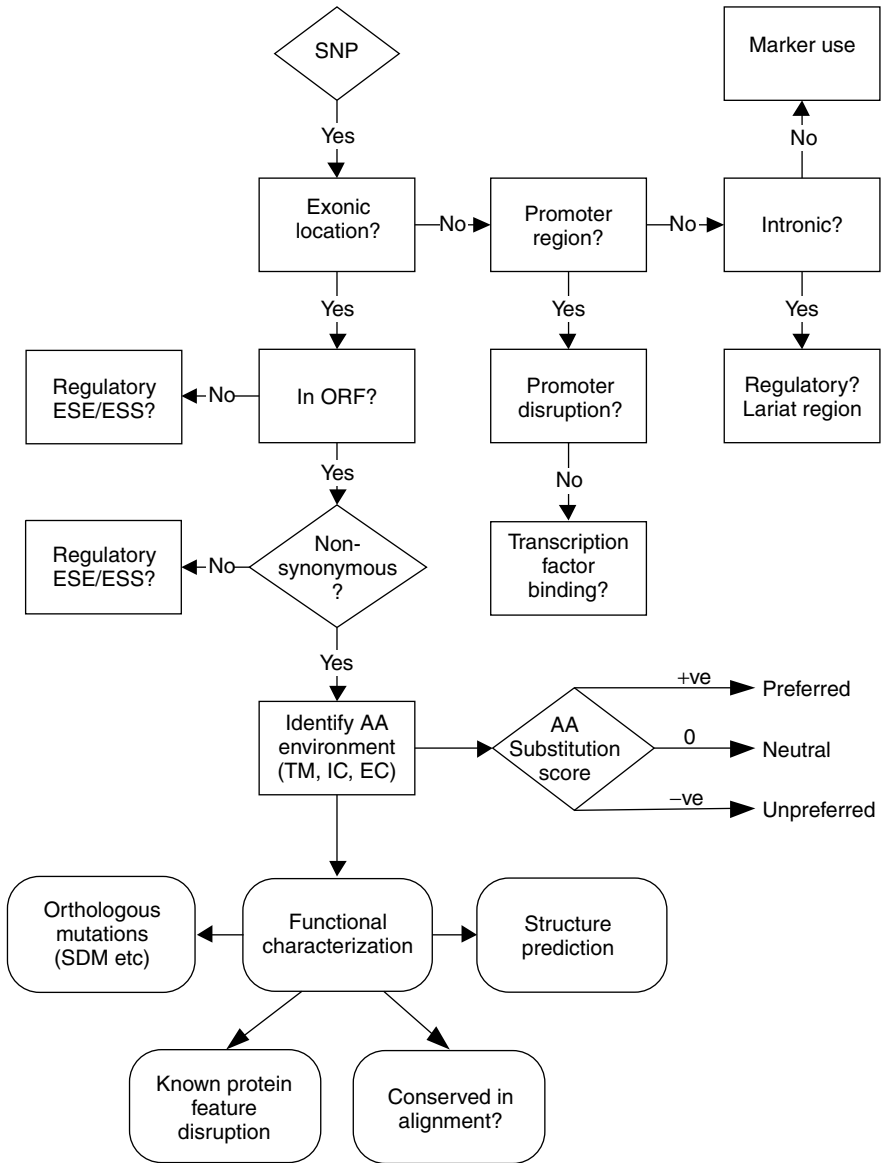 SNP
Marker use
Yes
No
Exonic
location?
No
Promoter
region?
No
Intronic?
Yes
Yes
Yes
Regulatory
ESE/ESS?
No
In ORF?
Promoter
disruption?
Regulatory?
Lariat region
Yes
No
Regulatory
ESE/ESS?
No
Non-
synonymous
?
Transcription
factor
binding?
Yes
Identify AA
environment
(TM, IC, EC)
AA
Substitution
score
+ve
Preferred
0
Neutral
−ve
Unpreferred
Orthologous
mutations
(SDM etc)
Functional
characterization
Structure
prediction
Known protein
feature
disruption
Conserved in
alignment?